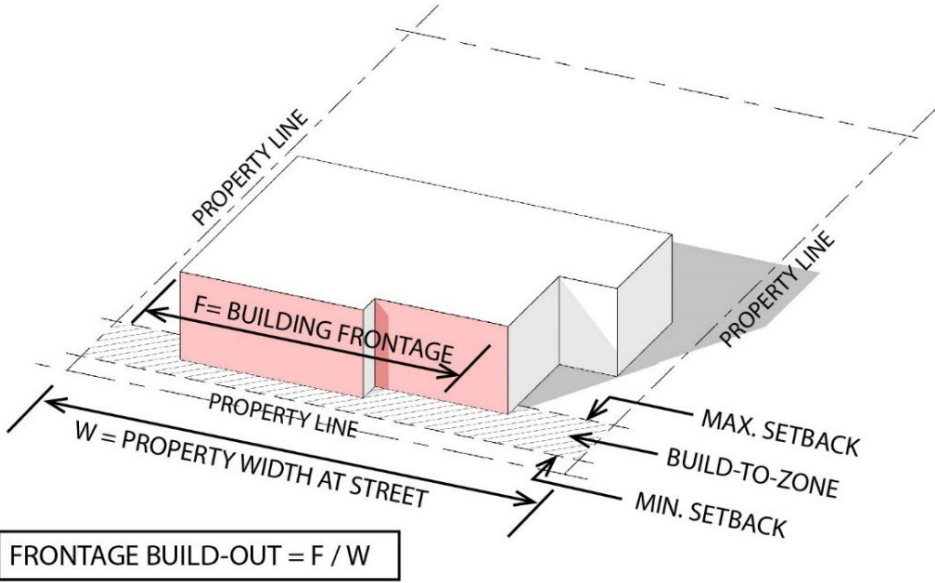 PROPERTY LINE
PROPERTY LINE
F= BUILDING FRONTAGE
PROPERTY LINE
W = PROPERTY WIDTH AT STREET
MAX. SETBACK
BUILD-TO-ZONE
MIN. SETBACK
FRONTAGE BUILD-OUT = F / W